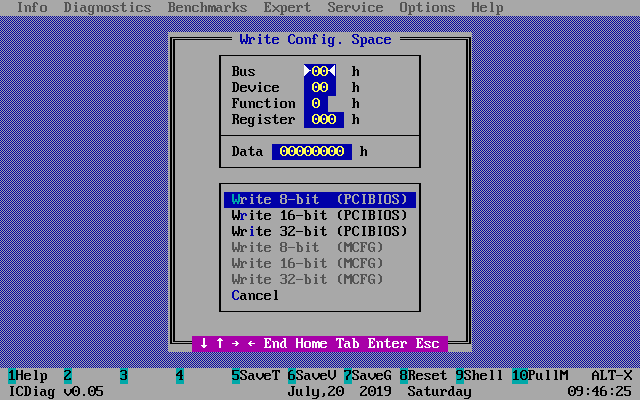 Info Diagnostics Benchmarks Expert Service Options Help
Write Config. Space
Bus 00 h
Device 00 h
Function 0 h
Register 000 h
Data 00000000 h
Write 8-bit (PCIBIOS)
Write 16-bit (PCIBIOS)
Write 32-bit (PCIBIOS)
Write 8-bit (MCFG)
Write 16-bit (MCFG)
Write 32-bit (MCFG)
Cancel
↓ ↑ → ← End Home Tab Enter Esc
1Help 2 3 4 5SaveT 6SaveV 7SaveG 8Reset 9Shell 10PullM ALT-X
ICDiag v0.05 July,20 2019 Saturday 09:46:25